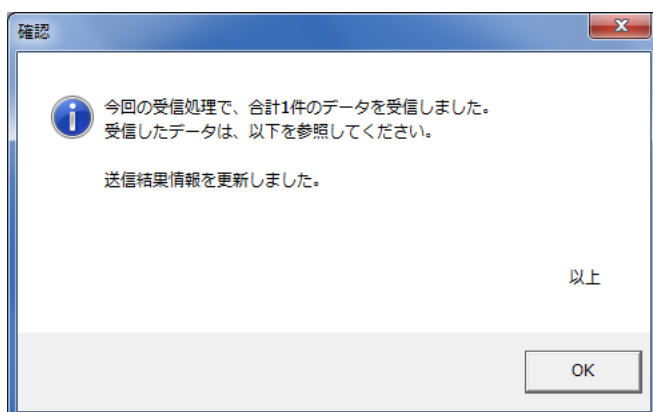 確認
今回の受信処理で、合計1件のデータを受信しました。
受信したデータは、以下を参照してください。
送信結果情報を更新しました。
以上
OK